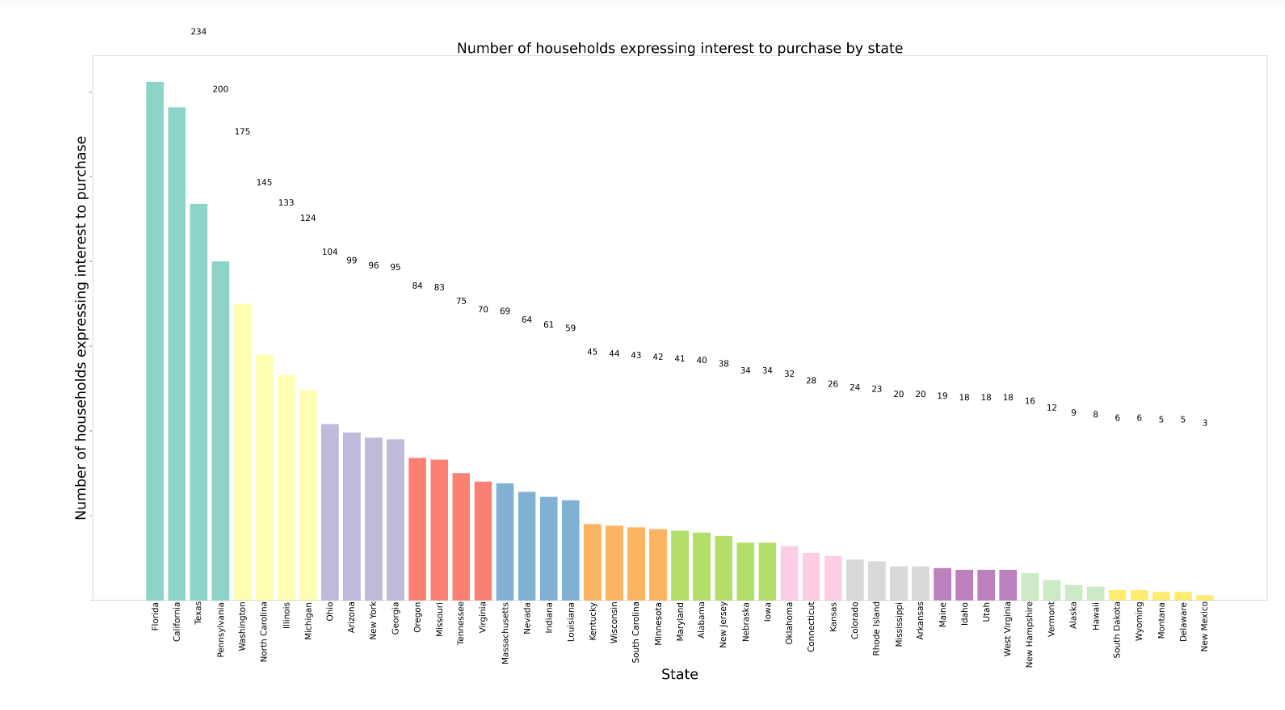 234
Number of households expressing interest to purchase by state
200
175
145
133
124
104
99
96
95
84
83
75
70
69
64
61
59
45
44
43
42
41
40
38
34
34
32
28
26
24
23
20
20
19
18
18
18
16
12
9
8
6
6
5
5
3
Number of households expressing interest to purchase
Florida
California
Texas
Pennsylvania
Washington
North Carolina
Illinois
Michigan
Ohio
Arizona
New York
Georgia
Oregon
Missouri
Tennessee
Virginia
Massachusetts
Nevada
Indiana
Louisiana
Kentucky
Wisconsin
South Carolina
Minnesota
Maryland
Alabama
New Jersey
Nebraska
Iowa
Oklahoma
Connecticut
Kansas
Colorado
Rhode Island
Mississippi
Arkansas
Maine
Idaho
Utah
West Virginia
New Hampshire
Vermont
Alaska
Hawaii
South Dakota
Wyoming
Montana
Delaware
New Mexico
State